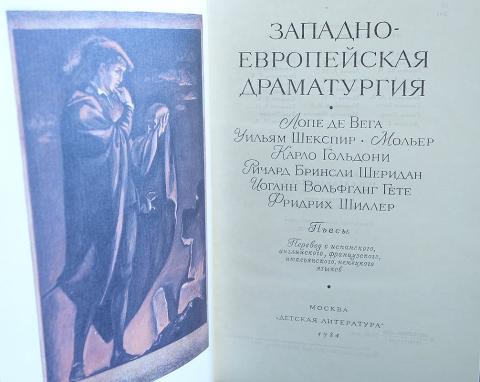 ЗАПАДНО-
ЕВРОПЕЙСКАЯ
ДРАМАТУРГИЯ
Лопе де Вега
Уильям Шекспир · Мольер
Карло Гольдони
Ричард Бринсли Шеридан
Иоганн Вольфганг Гёте
Фридрих Шиллер
Пьесы
Перевод с испанского,
английского, французского,
итальянского, немецкого
языков
МОСКВА
"ДЕТСКАЯ ЛИТЕРАТУРА"
1984